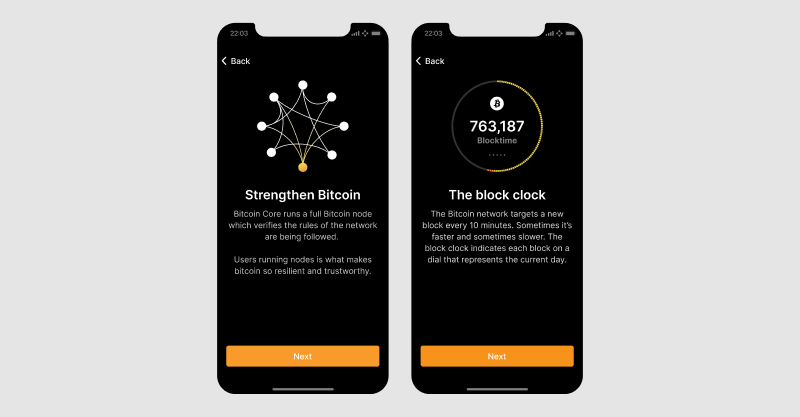 22:03
Back
Strengthen Bitcoin
Bitcoin Core runs a full Bitcoin node
which verifies the rules of the network
are being followed.
Users running nodes is what makes
bitcoin so resilient and trustworthy.
Next
22:03
Back
763,187
Blocktime
The block clock
The Bitcoin network targets a new
block every 10 minutes. Sometimes it's
faster and sometimes slower. The
block clock indicates each block on a
dial that represents the current day.
Next